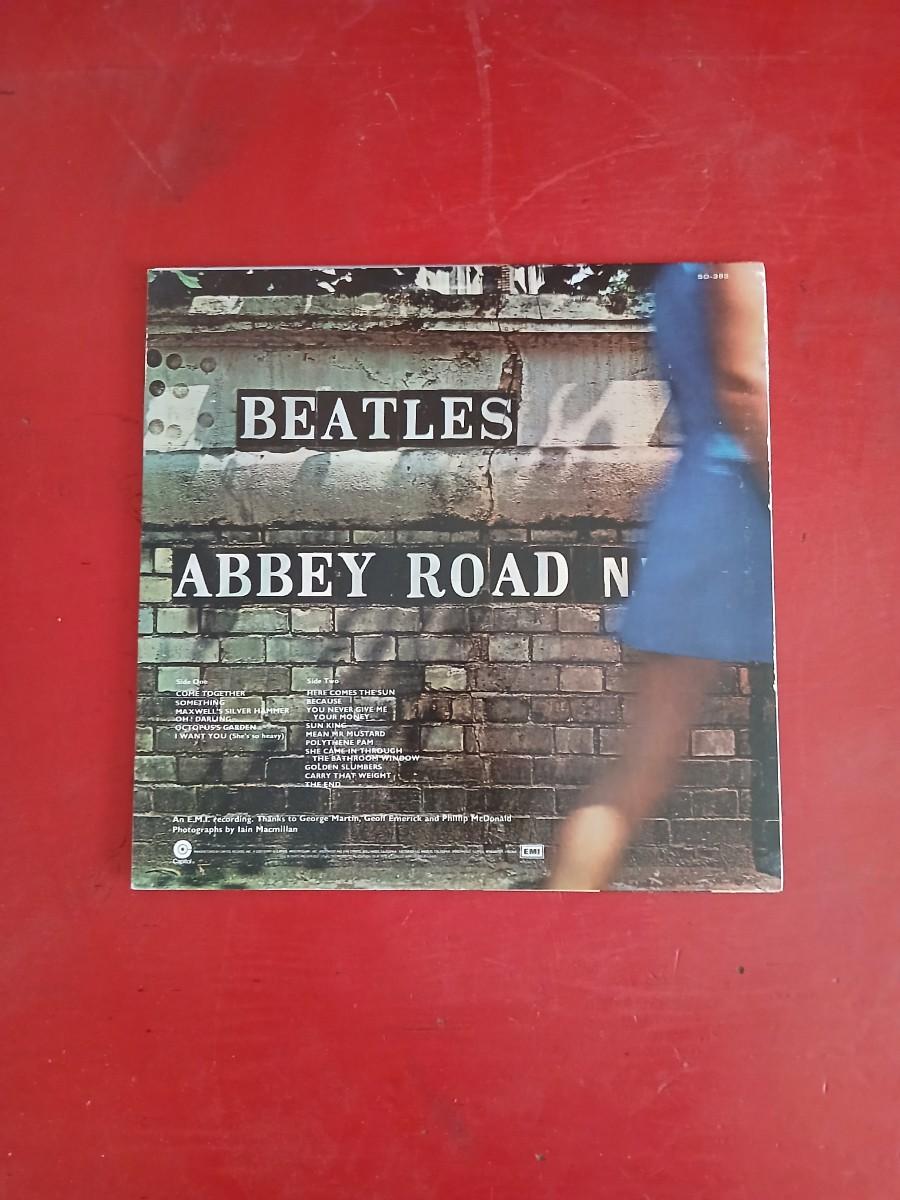 SO-383
BEATLES
ABBEY ROAD N
Side One
COME TOGETHER
SOMETHING
MAXWELL'S SILVER HAMMER
OH! DARLING
OCTOPUS'S GARDEN
I WANT YOU (She's so heavy)
Side Two
HERE COMES THE SUN
BECAUSE
YOU NEVER GIVE ME
YOUR MONEY
SUN KING
MEAN MR MUSTARD
POLYTHENE PAM
SHE CAME IN THROUGH
THE BATHROOM WINDOW
GOLDEN SLUMBERS
CARRY THAT WEIGHT
THE END
An E.M.I. recording. Thanks to George Martin, Geoff Emerick and Phillip McDonald
Photographs by Iain Macmillan
Capitol
EMI